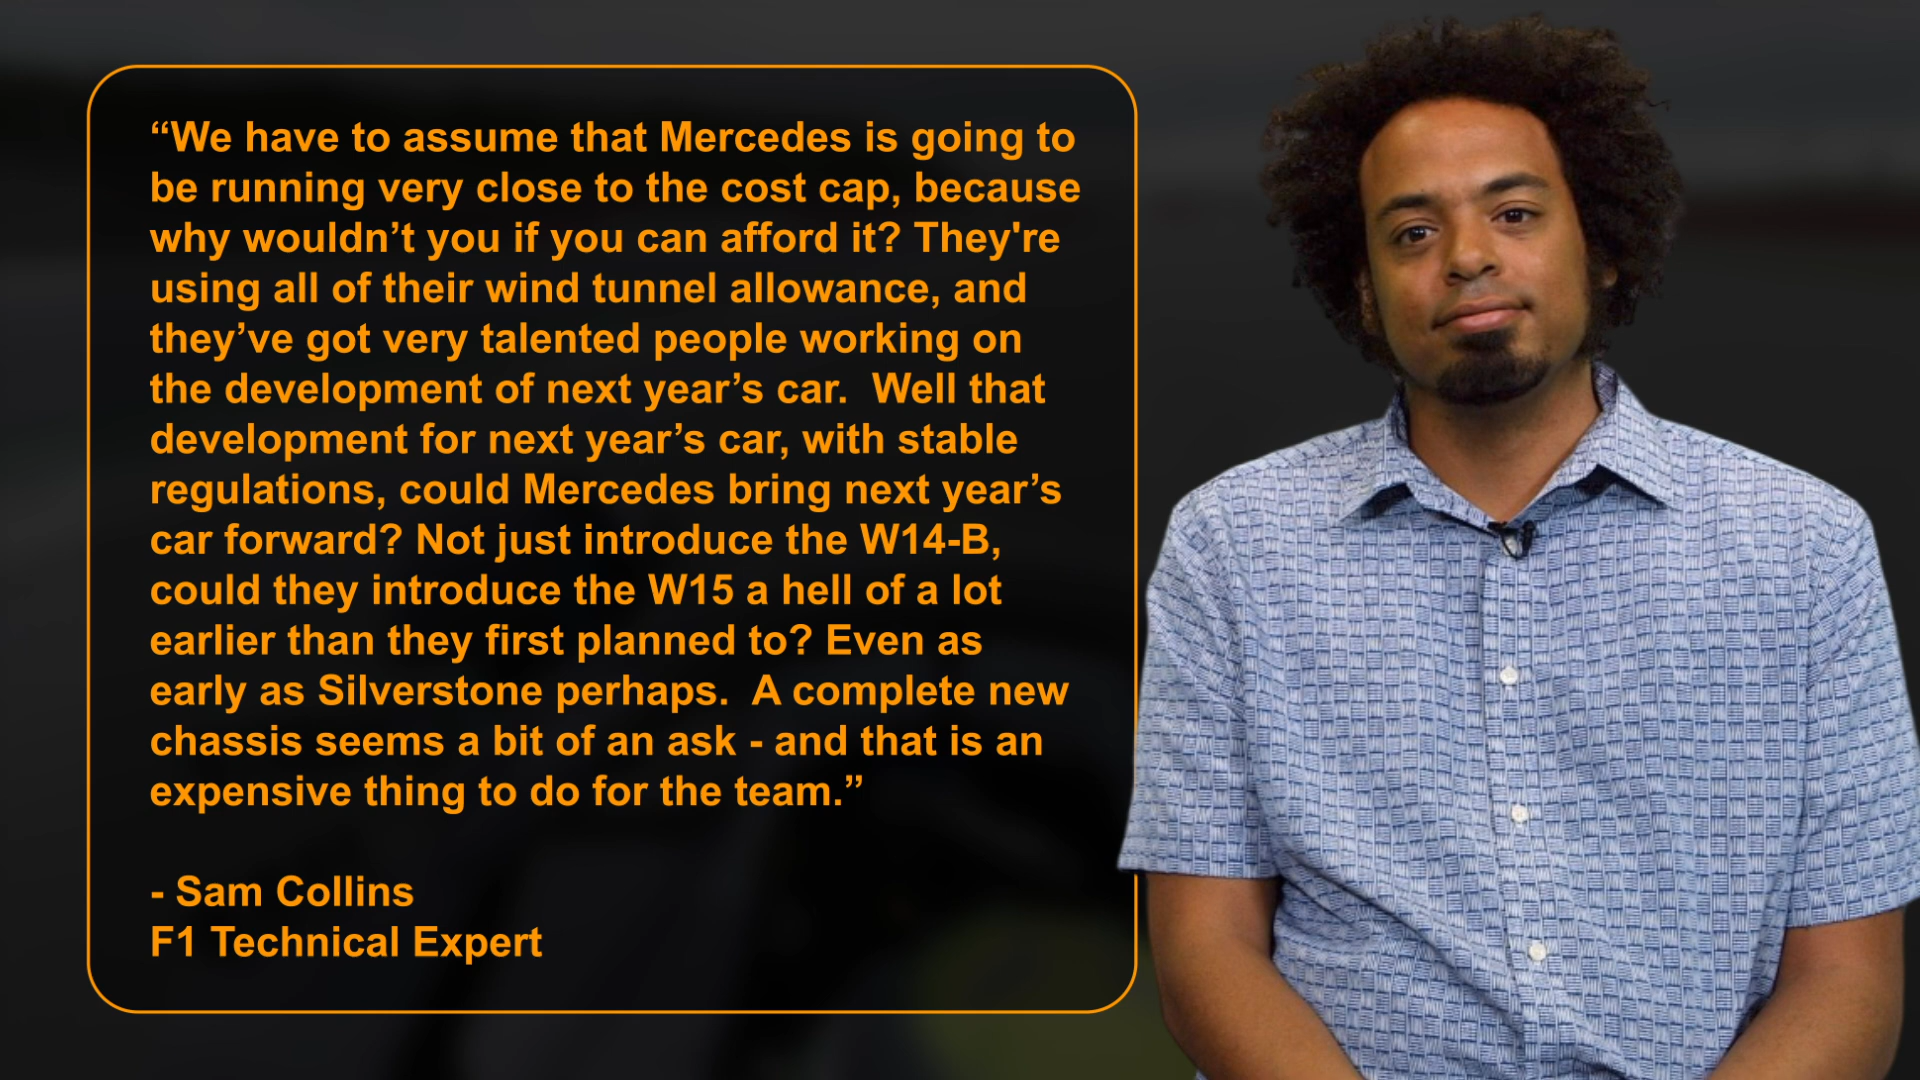 “We have to assume that Mercedes is going to
be running very close to the cost cap, because
why wouldn’t you if you can afford it? They're
using all of their wind tunnel allowance, and
they’ve got very talented people working on
the development of next year’s car.  Well that
development for next year’s car, with stable
regulations, could Mercedes bring next year’s
car forward? Not just introduce the W14-B,
could they introduce the W15 a hell of a lot
earlier than they first planned to? Even as
early as Silverstone perhaps.  A complete new
chassis seems a bit of an ask - and that is an
expensive thing to do for the team.”
- Sam Collins
F1 Technical Expert